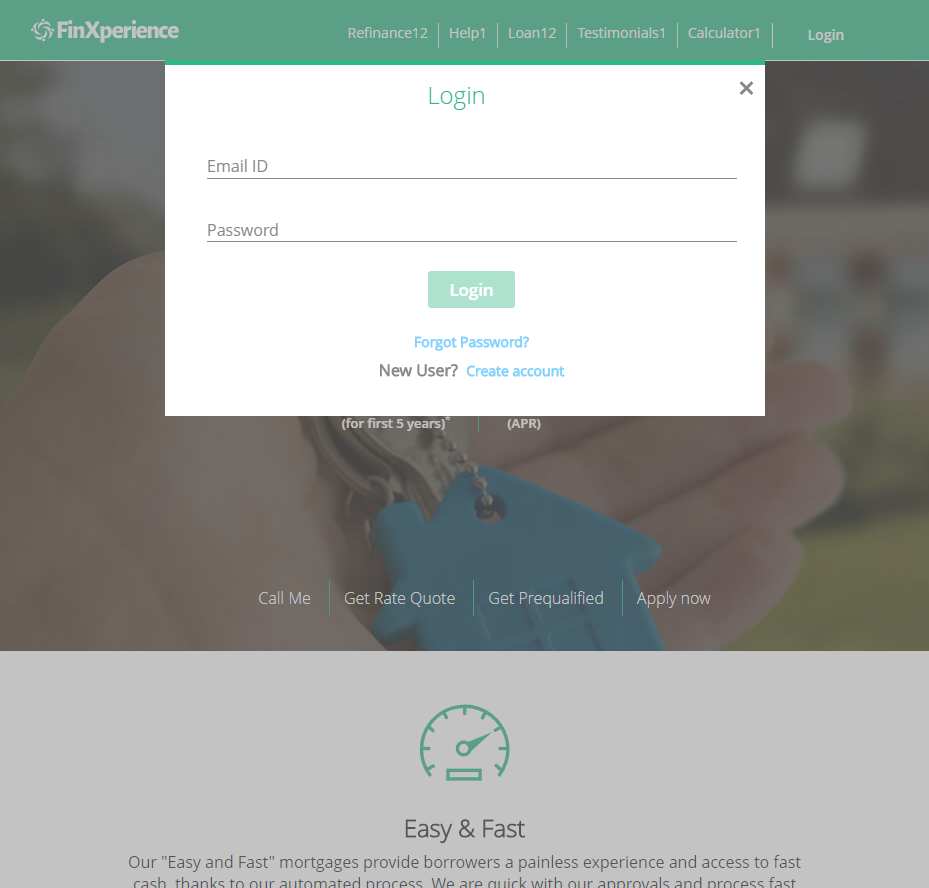 FinXperience
Refinance12 Help1 Loan12 Testimonials1 Calculator1 Login
Login ×
Email ID
Password
Login
Forgot Password?
New User? Create account
(for first 5 years)* (APR)
Call Me Get Rate Quote Get Prequalified Apply now
Easy & Fast
Our "Easy and Fast" mortgages provide borrowers a painless experience and access to fast
cash, thanks to our automated process. We are quick with our approvals and process fast